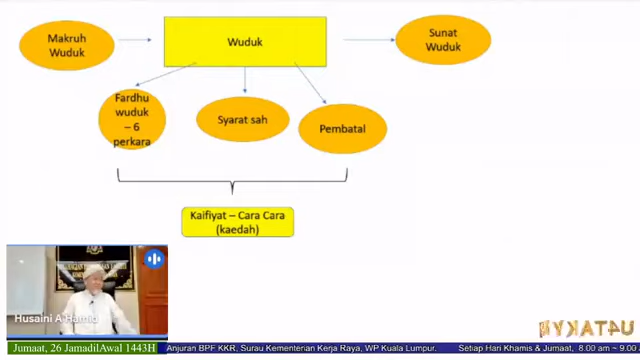 Makruh
Wuduk
Wuduk
Sunat
Wuduk
Fardhu
wuduk
– 6
perkara
Syarat sah
Pembatal
Kaifiyat – Cara Cara
(kaedah)
Husaini A Hamid
U4TAKYN
Jumaat, 26 JamadilAwal 1443H
Anjuran BPF KKR, Surau Kementerian Kerja Raya, WP Kuala Lumpur.
Setiap Hari Khamis & Jumaat, 8.00 am ~ 9.00